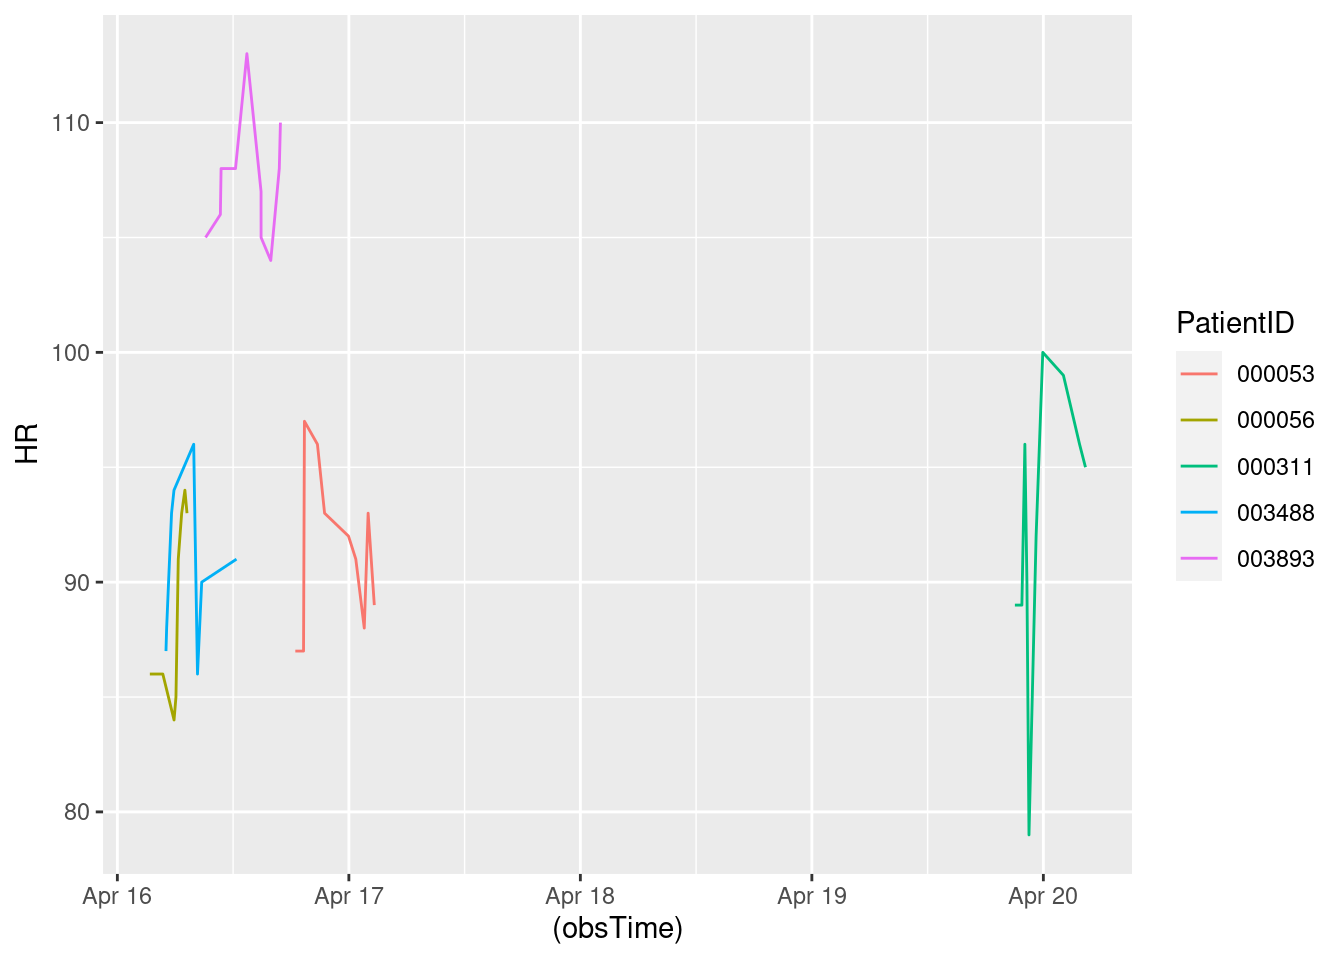 110
100
90
80
HR
Apr 16
Apr 17
Apr 18
Apr 19
Apr 20
(obsTime)
PatientID
000053
000056
000311
003488
003893